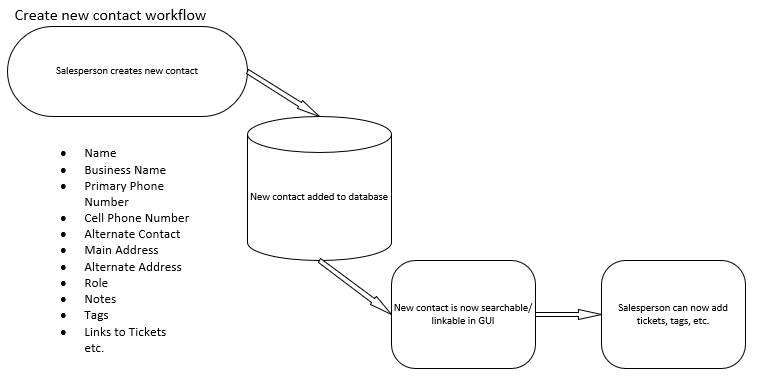 Create new contact workflow
Salesperson creates new contact
• Name
• Business Name
• Primary Phone
Number
• Cell Phone Number
• Alternate Contact
• Main Address
• Alternate Address
• Role
• Notes
• Tags
• Links to Tickets
etc.
New contact added to database
New contact is now searchable/
linkable in GUI
Salesperson can now add
tickets, tags, etc.